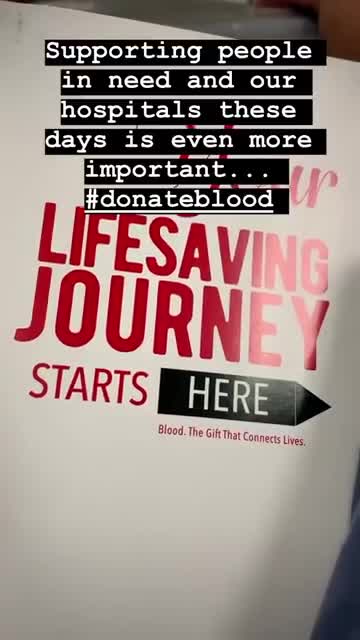 Supporting people
in need and our
hospitals these
days is even more
important...
#donateblood
Your
LIFESAVING
JOURNEY
STARTS HERE
Blood. The Gift That Connects Lives.